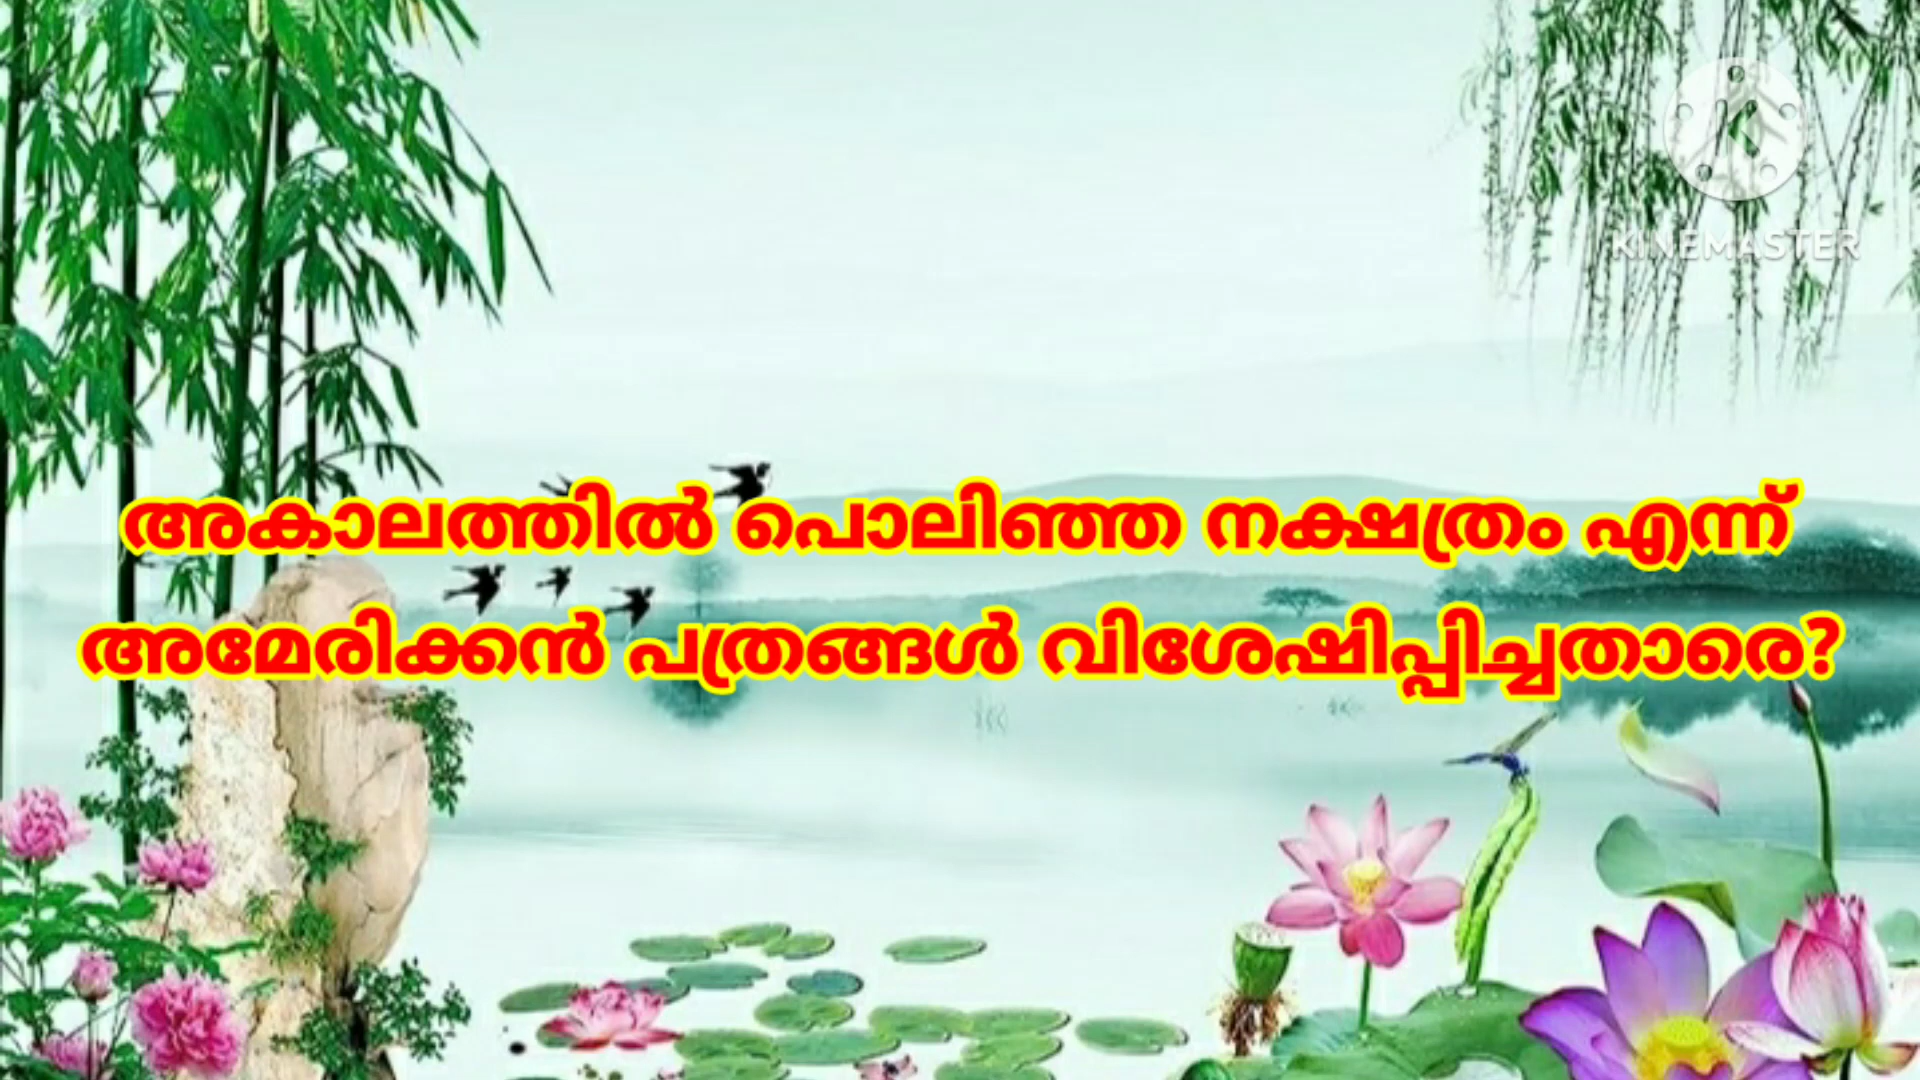 KINEMASTER
അകാലത്തിൽ പൊലിഞ്ഞ നക്ഷത്രം എന്ന്
അമേരിക്കൻ പത്രങ്ങൾ വിശേഷിപ്പിച്ചതാരെ?